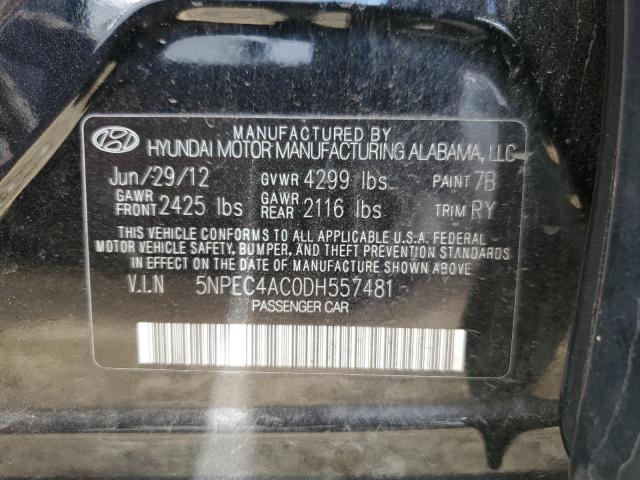 MANUFACTURED BY
HYUNDAI MOTOR MANUFACTURING ALABAMA, LLC
Jun/29/12 GVWR 4299 lbs PAINT 7B
GAWR FRONT 2425 lbs GAWR REAR 2116 lbs TRIM RY
THIS VEHICLE CONFORMS TO ALL APPLICABLE U.S.A. FEDERAL
MOTOR VEHICLE SAFETY, BUMPER, AND THEFT PREVENTION STANDARDS
IN EFFECT ON THE DATE OF MANUFACTURE SHOWN ABOVE.
V.I.N 5NPEC4AC0DH557481
PASSENGER CAR